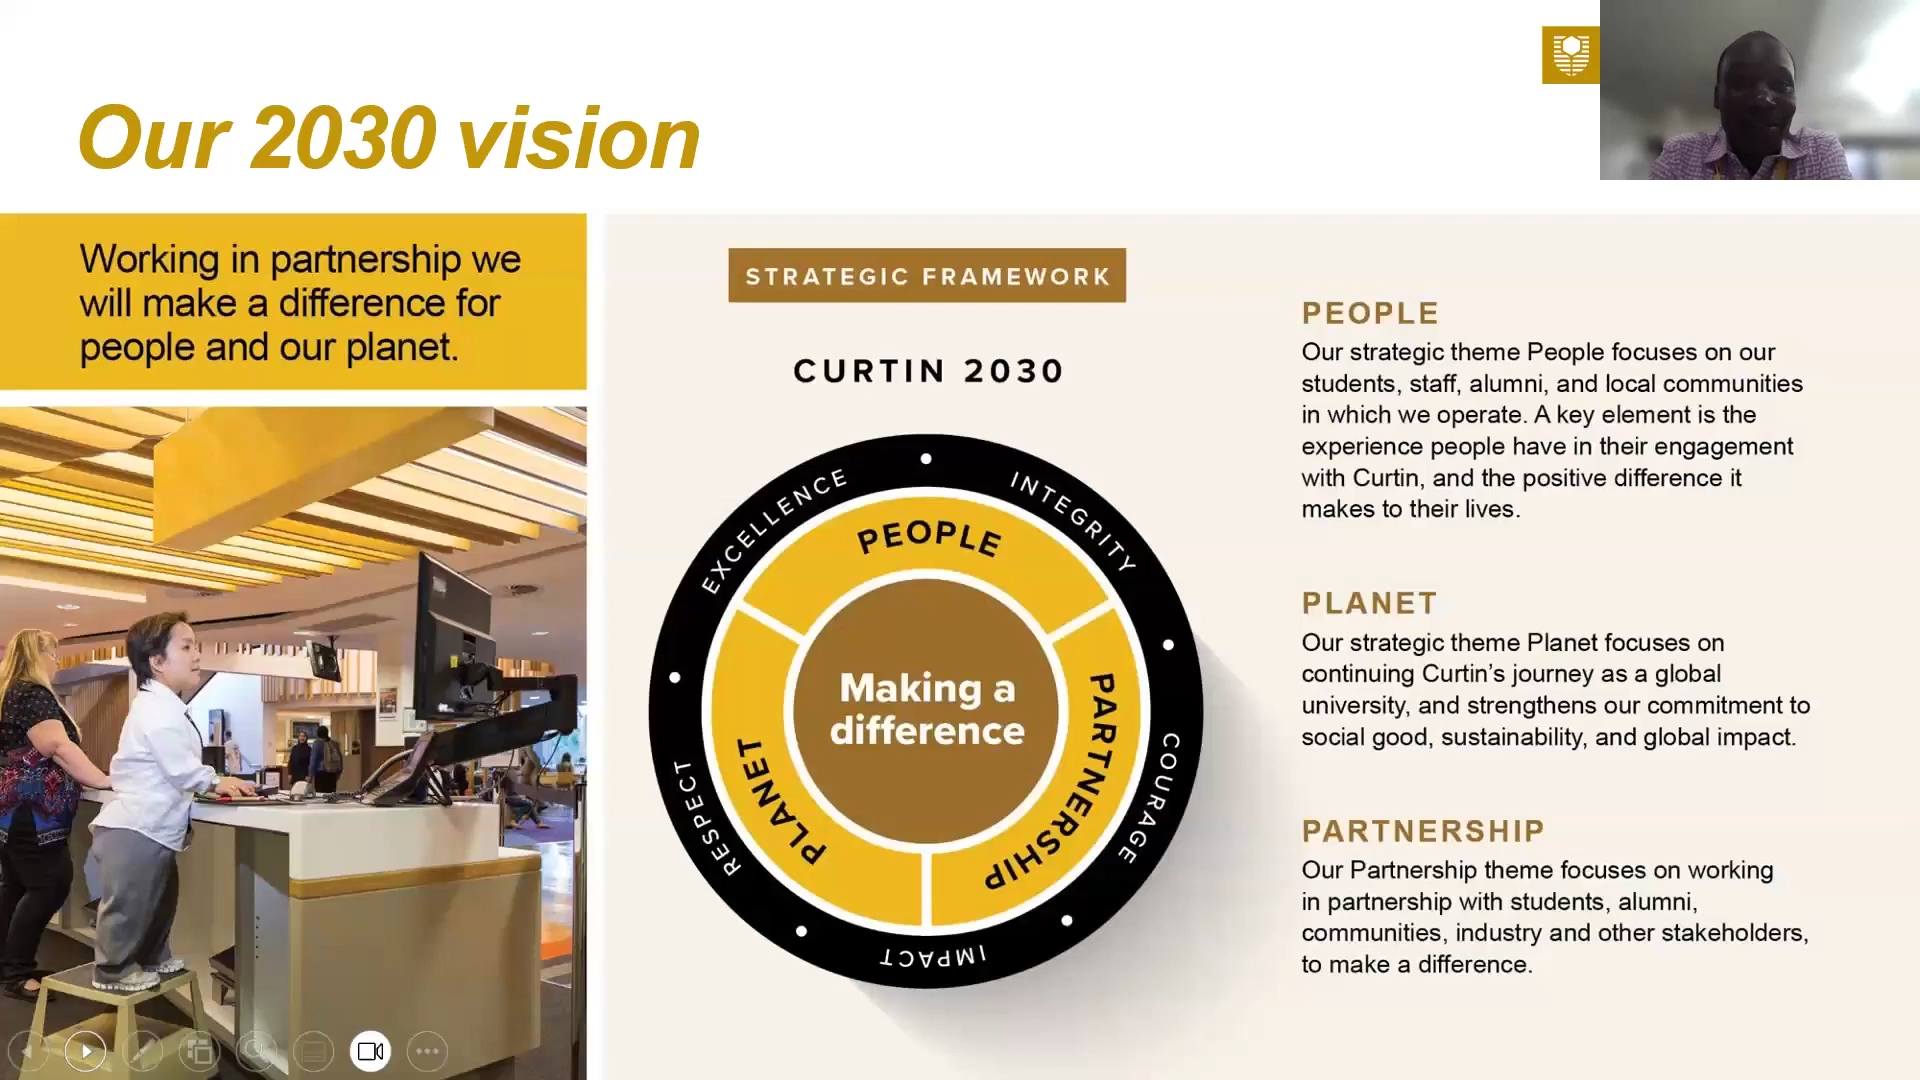 Our 2030 vision
Working in partnership we
will make a difference for
people and our planet.
STRATEGIC FRAMEWORK
CURTIN 2030
EXCELLENCE
INTEGRITY
COURAGE
IMPACT
RESPECT
PEOPLE
PARTNERSHIP
PLANET
Making a
difference
PEOPLE
Our strategic theme People focuses on our
students, staff, alumni, and local communities
in which we operate. A key element is the
experience people have in their engagement
with Curtin, and the positive difference it
makes to their lives.
PLANET
Our strategic theme Planet focuses on
continuing Curtin’s journey as a global
university, and strengthens our commitment to
social good, sustainability, and global impact.
PARTNERSHIP
Our Partnership theme focuses on working
in partnership with students, alumni,
communities, industry and other stakeholders,
to make a difference.